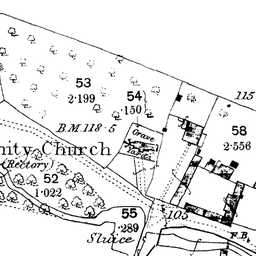 53
2·199
54
·150
115
B.M. 118·5
Grave
Yard
58
2·556
nity Church
(Rectory)
52
1·022
55
·289
105
Sluice
F.B.